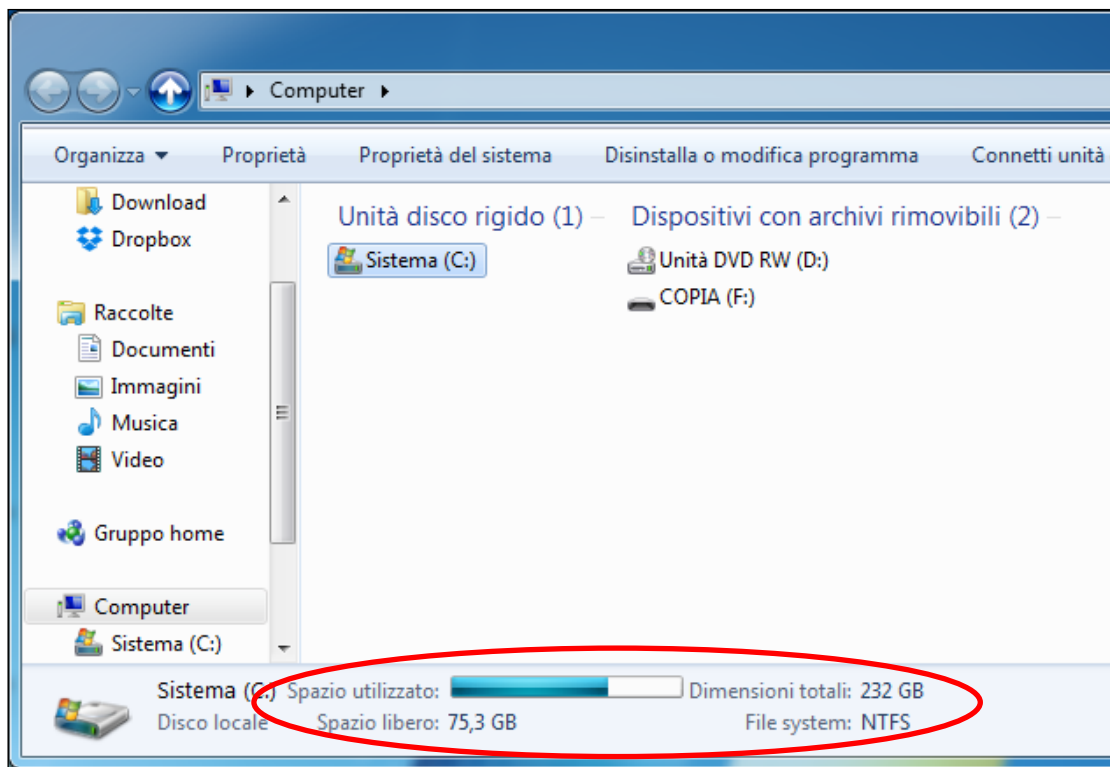 Computer
Organizza Proprietà Proprietà del sistema Disinstalla o modifica programma Connetti unità
Download
Dropbox
Raccolte
Documenti
Immagini
Musica
Video
Gruppo home
Computer
Sistema (C:)
Unità disco rigido (1)
Sistema (C:)
Dispositivi con archivi rimovibili (2)
Unità DVD RW (D:)
COPIA (F:)
Sistema (C:) Spazio utilizzato: Dimensioni totali: 232 GB
Disco locale Spazio libero: 75,3 GB File system: NTFS